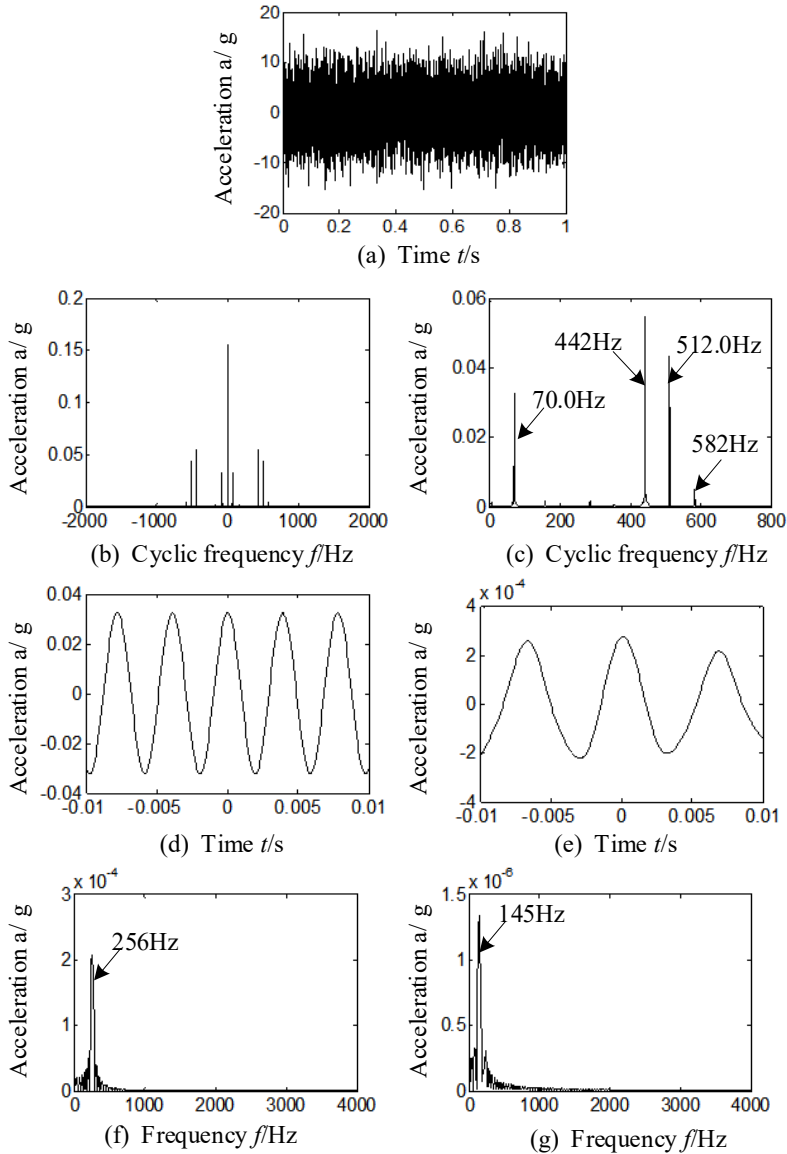 20
10
0
-10
-20
Acceleration a/ g
0 0.2 0.4 0.6 0.8 1
(a) Time t/s
0.2
0.15
0.1
0.05
0
Acceleration a/ g
-2000 -1000 0 1000 2000
(b) Cyclic frequency f/Hz
0.06
0.04
0.02
0
Acceleration a/ g
442Hz
512.0Hz
70.0Hz
582Hz
0 200 400 600 800
(c) Cyclic frequency f/Hz
0.04
0.02
0
-0.02
-0.04
Acceleration a/ g
-0.01 -0.005 0 0.005 0.01
(d) Time t/s
x 10⁻⁴
4
2
0
-2
-4
Acceleration a/ g
-0.01 -0.005 0 0.005 0.01
(e) Time t/s
x 10⁻⁴
3
2
1
0
Acceleration a/ g
256Hz
0 1000 2000 3000 4000
(f) Frequency f/Hz
x 10⁻⁶
1.5
1
0.5
0
Acceleration a/ g
145Hz
0 1000 2000 3000 4000
(g) Frequency f/Hz